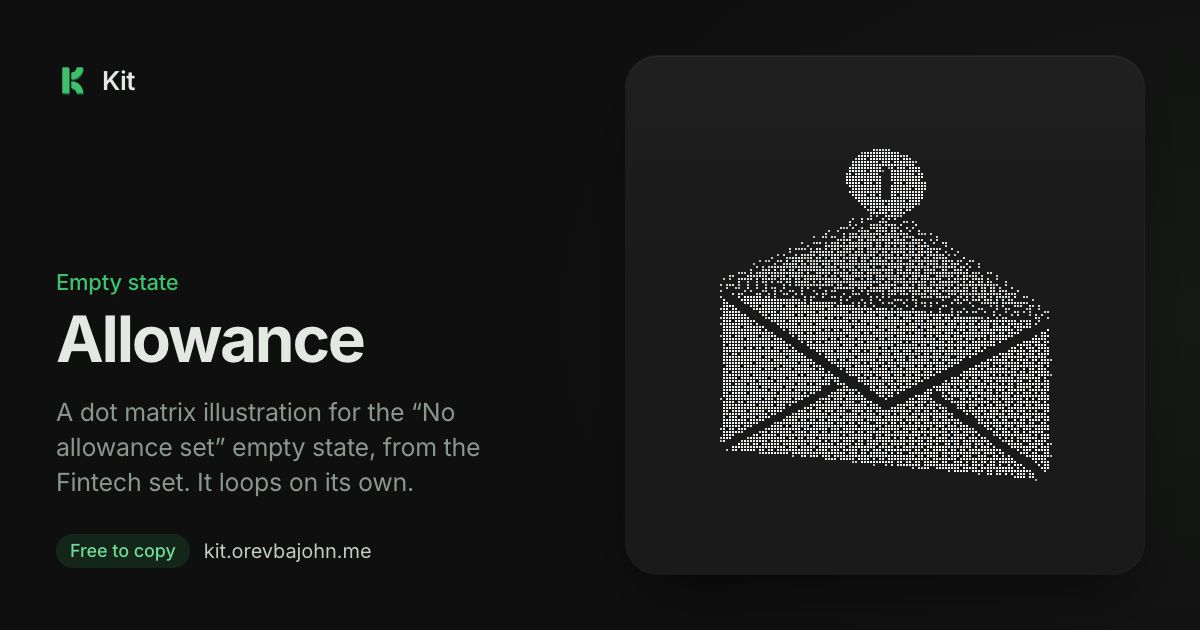 Kit
Empty state
Allowance
A dot matrix illustration for the “No
allowance set” empty state, from the
Fintech set. It loops on its own.
Free to copy
kit.orevbajohn.me